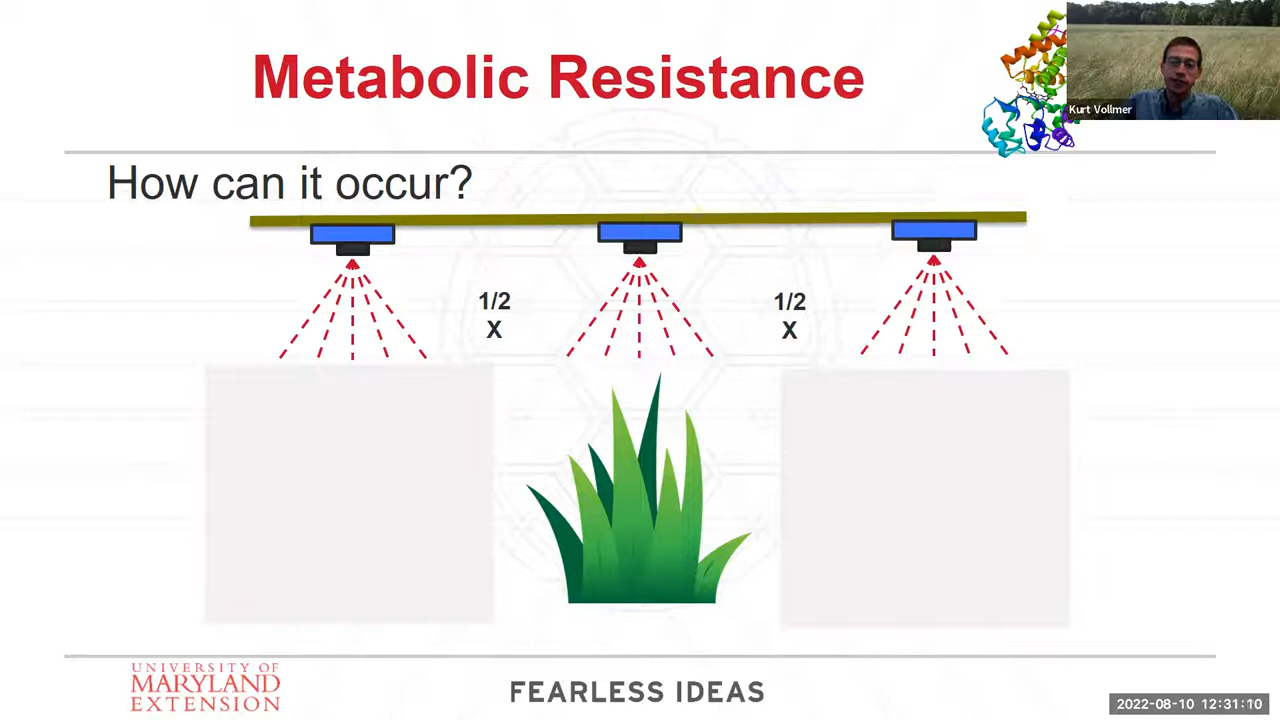 Metabolic Resistance
Kurt Vollmer
How can it occur?
1/2
X
1/2
X
UNIVERSITY OF
MARYLAND
EXTENSION
FEARLESS IDEAS
2022-08-10 12:31:10